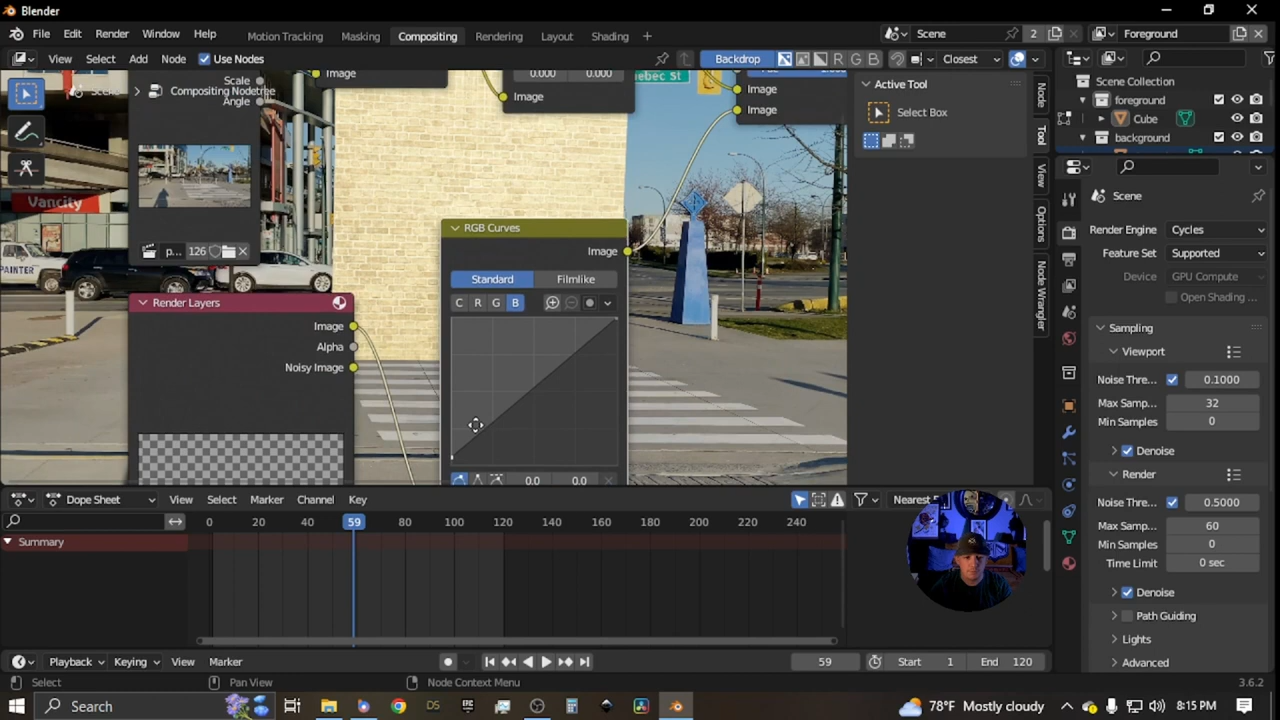 Blender
File Edit Render Window Help Motion Tracking Masking Compositing Rendering Layout Shading + Scene 2 Foreground
View Select Add Node Use Nodes Backdrop R G B Closest
Scale
Angle
Compositing Nodetree
Image
0.000 0.000
Image
Quebec St
Image
Image
Active Tool
Select Box
Node
Tool
View
Options
Node Wrangler
Scene Collection
foreground
Cube
background
Scene
Render Engine Cycles
Feature Set Supported
Device GPU Compute
Open Shading ...
Sampling
Viewport
Noise Thre... 0.1000
Max Samp... 32
Min Samples 0
Denoise
Render
Noise Thre... 0.5000
Max Samp... 60
Min Samples 0
Time Limit 0 sec
Denoise
Path Guiding
Lights
Advanced
Vancity
PAINTER
p... 126
Render Layers
Image
Alpha
Noisy Image
RGB Curves
Image
Standard Filmlike
C R G B
0.0 0.0
Dope Sheet View Select Marker Channel Key Nearest F
0 20 40 59 80 100 120 140 160 180 200 220 240
Summary
Playback Keying View Marker 59 Start 1 End 120
Select Pan View Node Context Menu 3.6.2
Search DS EPIC 78°F Mostly cloudy 8:15 PM